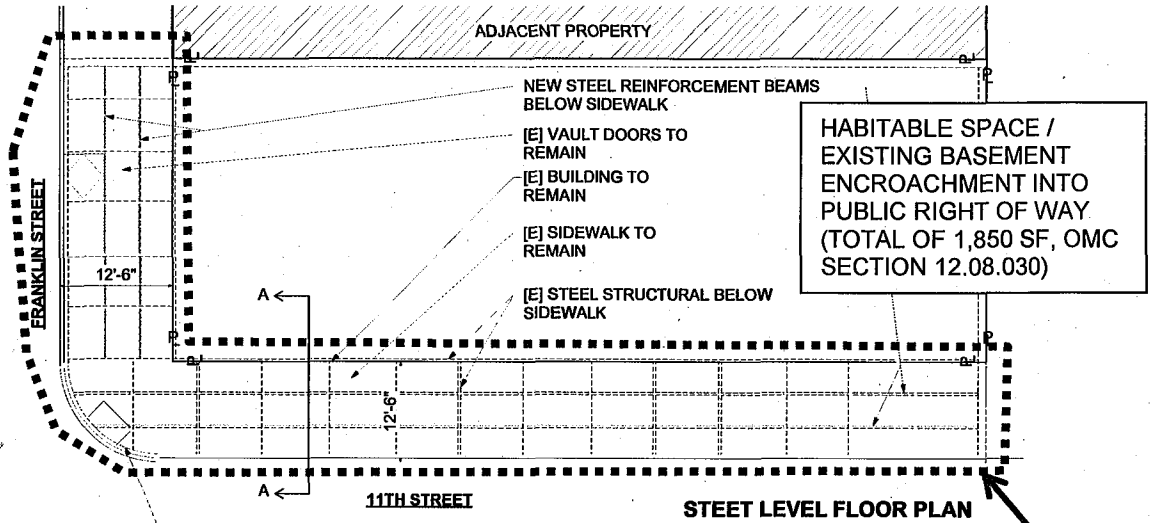 ADJACENT PROPERTY
NEW STEEL REINFORCEMENT BEAMS
BELOW SIDEWALK
[E] VAULT DOORS TO
REMAIN
[E] BUILDING TO
REMAIN
[E] SIDEWALK TO
REMAIN
[E] STEEL STRUCTURAL BELOW
SIDEWALK
HABITABLE SPACE /
EXISTING BASEMENT
ENCROACHMENT INTO
PUBLIC RIGHT OF WAY
(TOTAL OF 1,850 SF, OMC
SECTION 12.08.030)
FRANKLIN STREET
12'-6"
A
12'-6"
A
11TH STREET
STEET LEVEL FLOOR PLAN